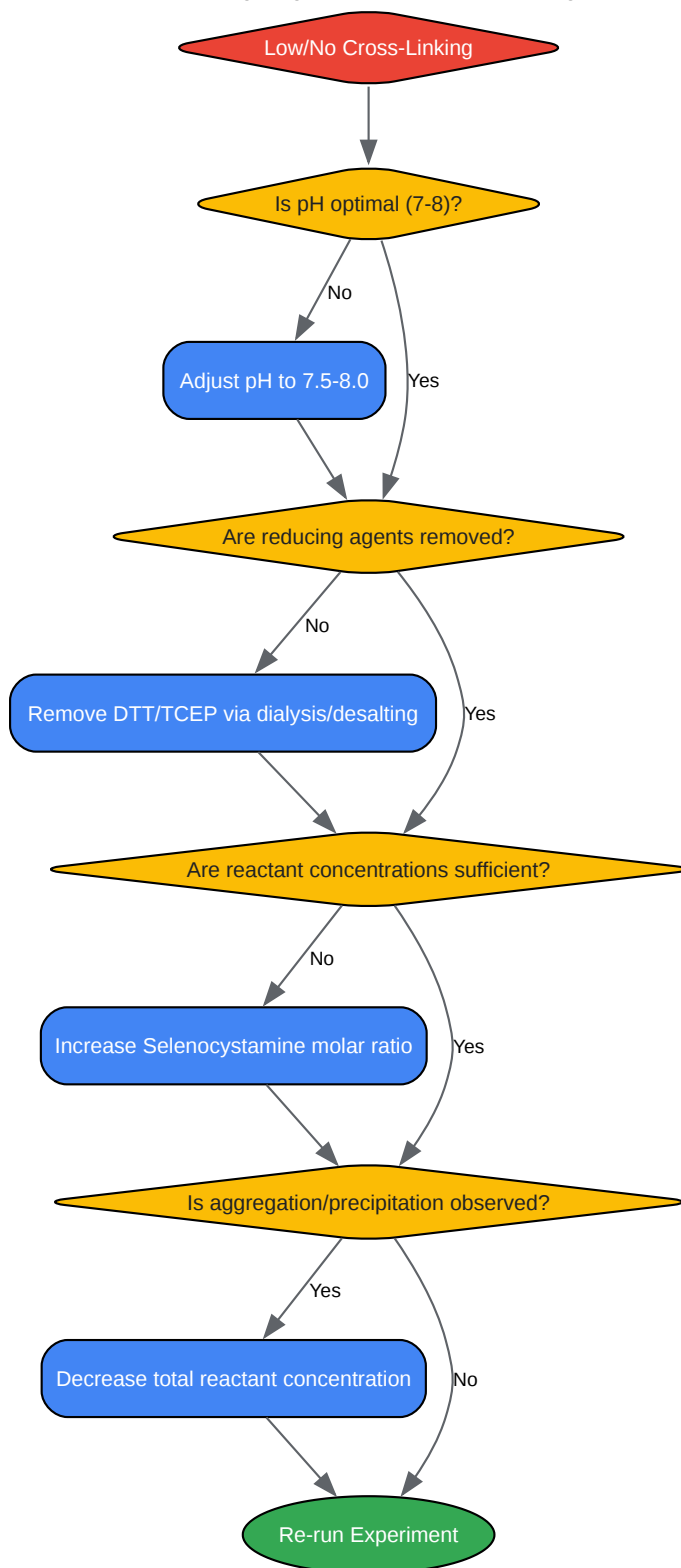 Low/No Cross-Linking
Is pH optimal (7-8)?
No
Adjust pH to 7.5-8.0
Yes
Are reducing agents removed?
No
Remove DTT/TCEP via dialysis/desalting
Yes
Are reactant concentrations sufficient?
No
Increase Selenocystamine molar ratio
Yes
Is aggregation/precipitation observed?
Yes
Decrease total reactant concentration
No
Re-run Experiment